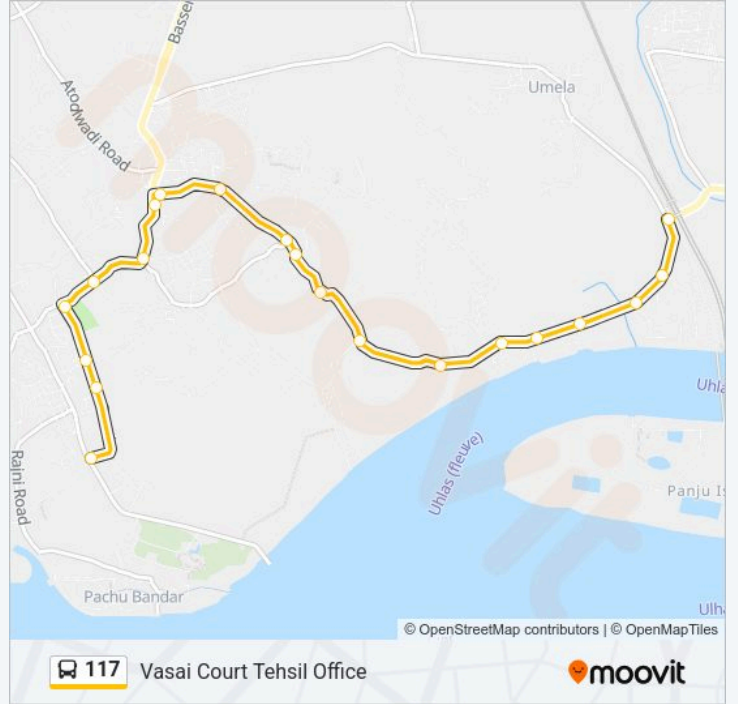 Bassei
Umela
Atodwadi Road
Uhla
Uhlas (fleuve)
Rajni Road
Panju Is
Pachu Bandar
Ulha
© OpenStreetMap contributors | © OpenMapTiles
117 Vasai Court Tehsil Office
moovit